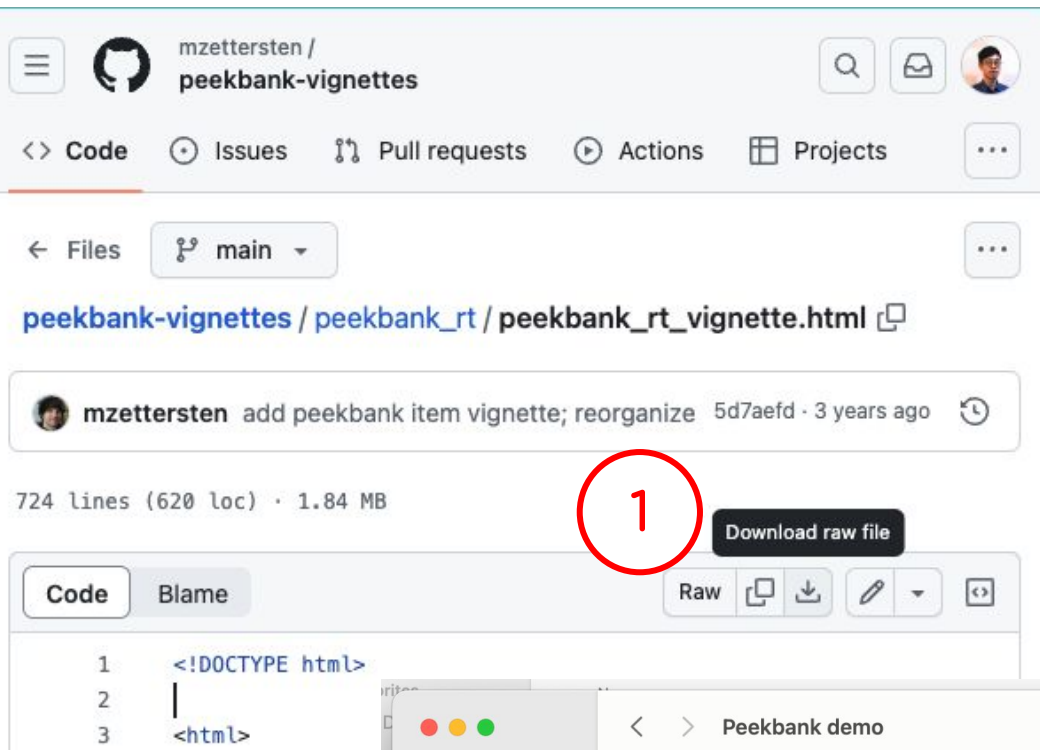 mzettersten /
peekbank-vignettes
<> Code Issues Pull requests Actions Projects ...
← Files main ...
peekbank-vignettes / peekbank_rt / peekbank_rt_vignette.html
mzettersten add peekbank item vignette; reorganize 5d7aefd · 3 years ago
724 lines (620 loc) · 1.84 MB
1
Download raw file
Code Blame Raw
1 <!DOCTYPE html>
2
3 <html>
< > Peekbank demo